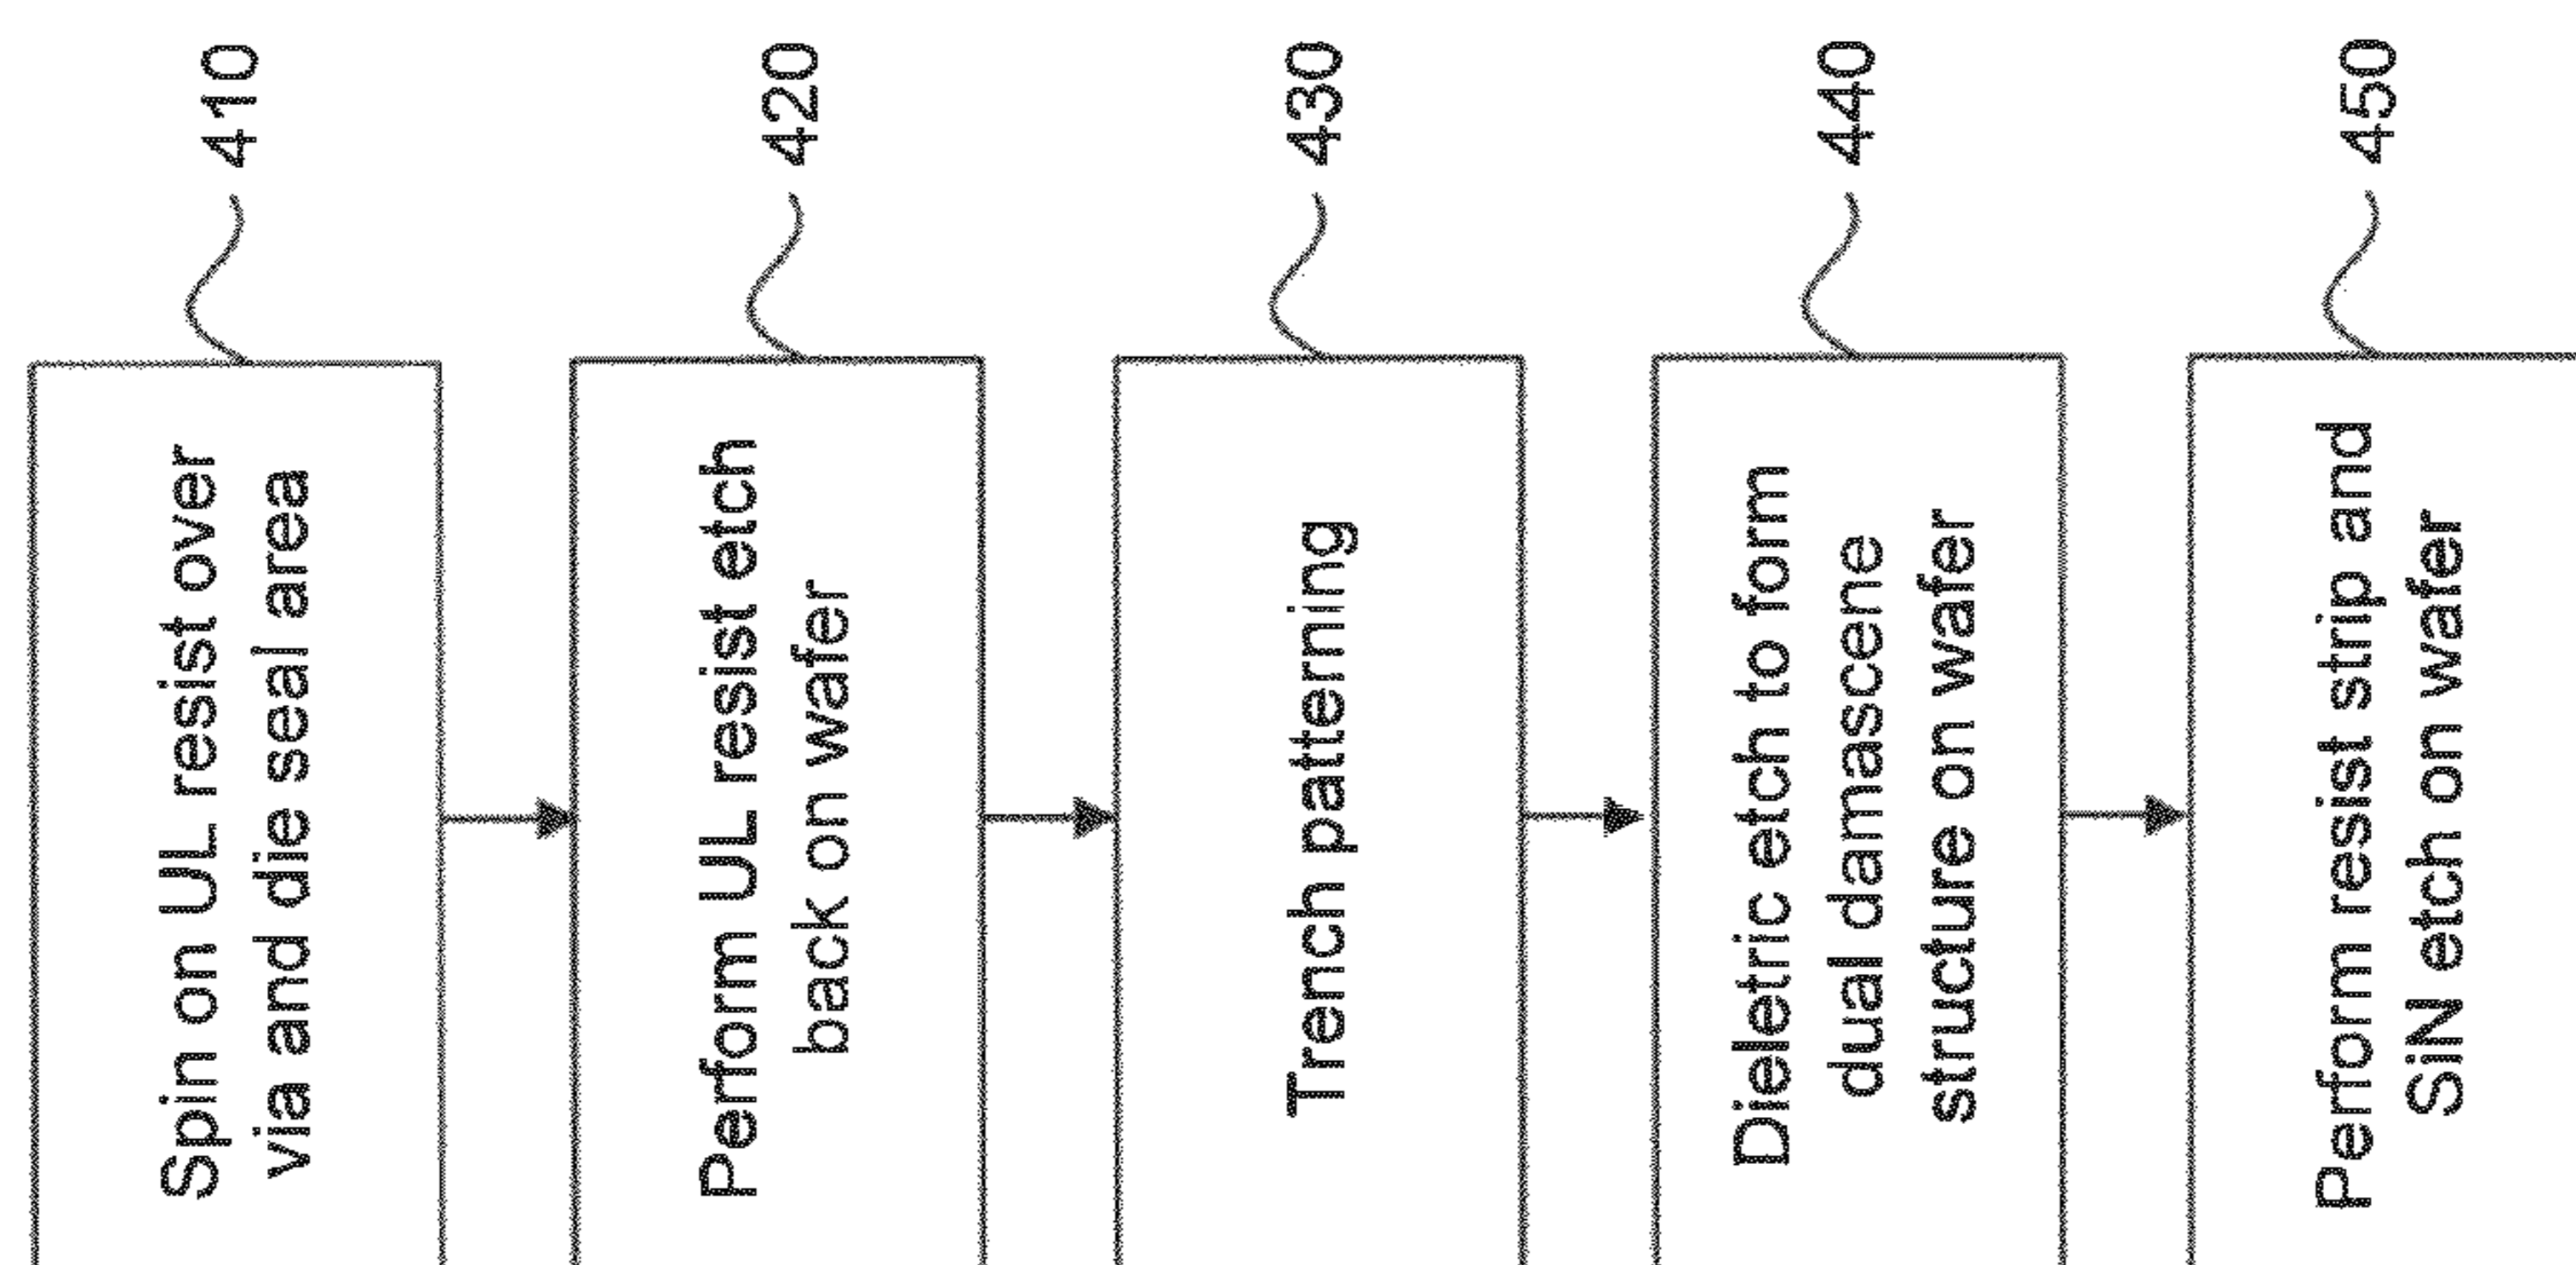 Spin on UL resist over
via and die seal area
410
Perform UL resist etch
back on wafer
420
Trench patterning
430
Dieletric etch to form
dual damascene
structure on wafer
440
Perform resist strip and
SiN etch on wafer
450